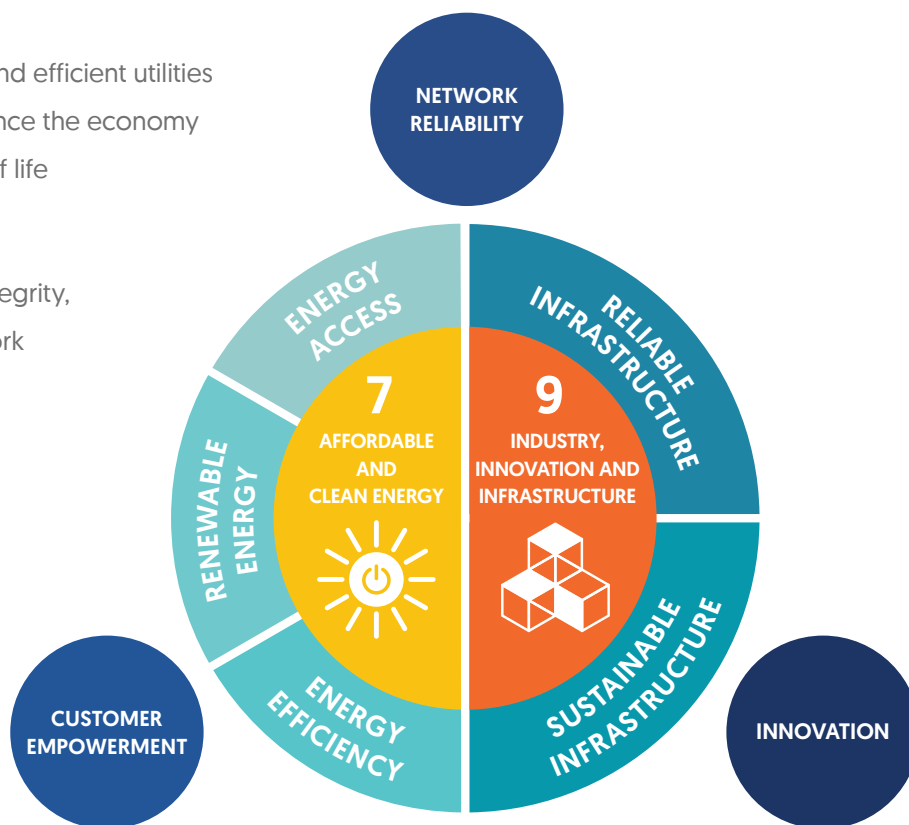 nd efficient utilities
nce the economy
f life
egrity,
rk
NETWORK
RELIABILITY
ENERGY
ACCESS
RELIABLE
INFRASTRUCTURE
7
AFFORDABLE
AND
CLEAN ENERGY
9
INDUSTRY,
INNOVATION AND
INFRASTRUCTURE
RENEWABLE
ENERGY
ENERGY
EFFICIENCY
SUSTAINABLE
INFRASTRUCTURE
CUSTOMER
EMPOWERMENT
INNOVATION